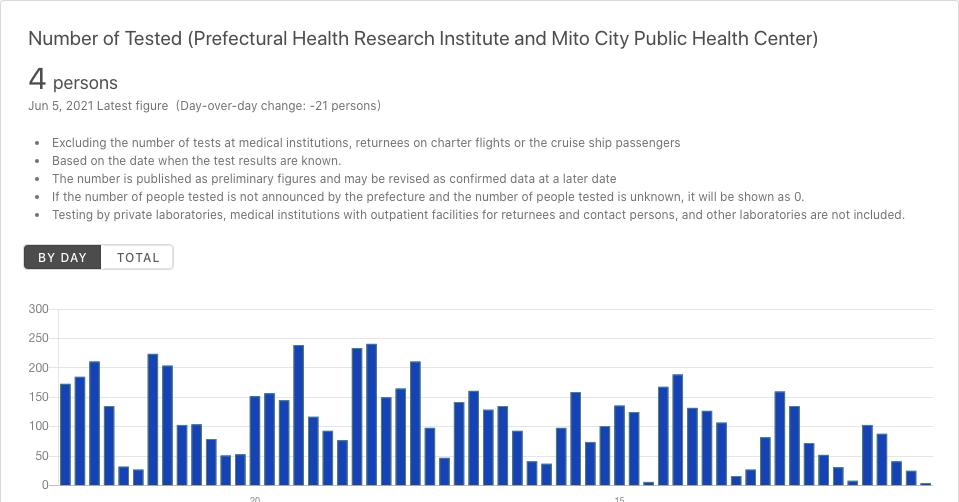 Number of Tested (Prefectural Health Research Institute and Mito City Public Health Center)
4 persons
Jun 5, 2021 Latest figure (Day-over-day change: -21 persons)
• Excluding the number of tests at medical institutions, returnees on charter flights or the cruise ship passengers
• Based on the date when the test results are known.
• The number is published as preliminary figures and may be revised as confirmed data at a later date
• If the number of people tested is not announced by the prefecture and the number of people tested is unknown, it will be shown as 0.
• Testing by private laboratories, medical institutions with outpatient facilities for returnees and contact persons, and other laboratories are not included.
BY DAY TOTAL
300
250
200
150
100
50
0
20 15